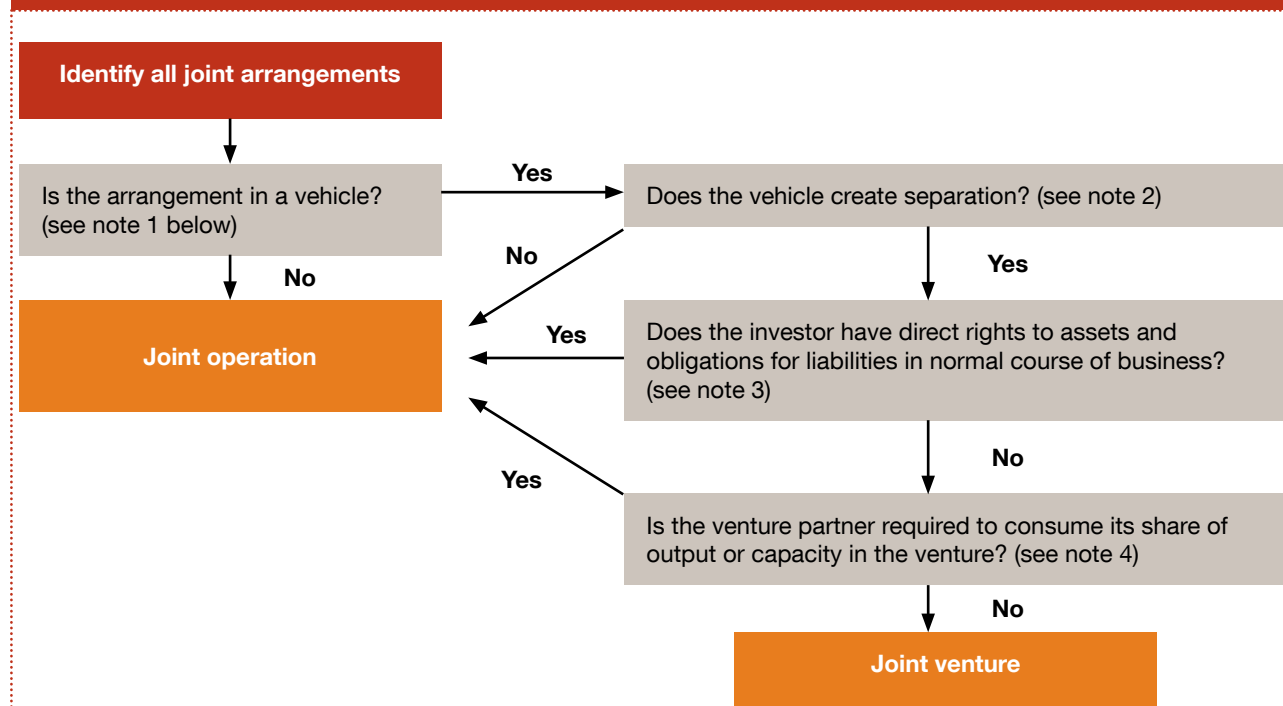 Identify all joint arrangements
Is the arrangement in a vehicle?
(see note 1 below)
Yes
Does the vehicle create separation? (see note 2)
No
No
Yes
Joint operation
Yes
Does the investor have direct rights to assets and
obligations for liabilities in normal course of business?
(see note 3)
No
Yes
Is the venture partner required to consume its share of
output or capacity in the venture? (see note 4)
No
Joint venture